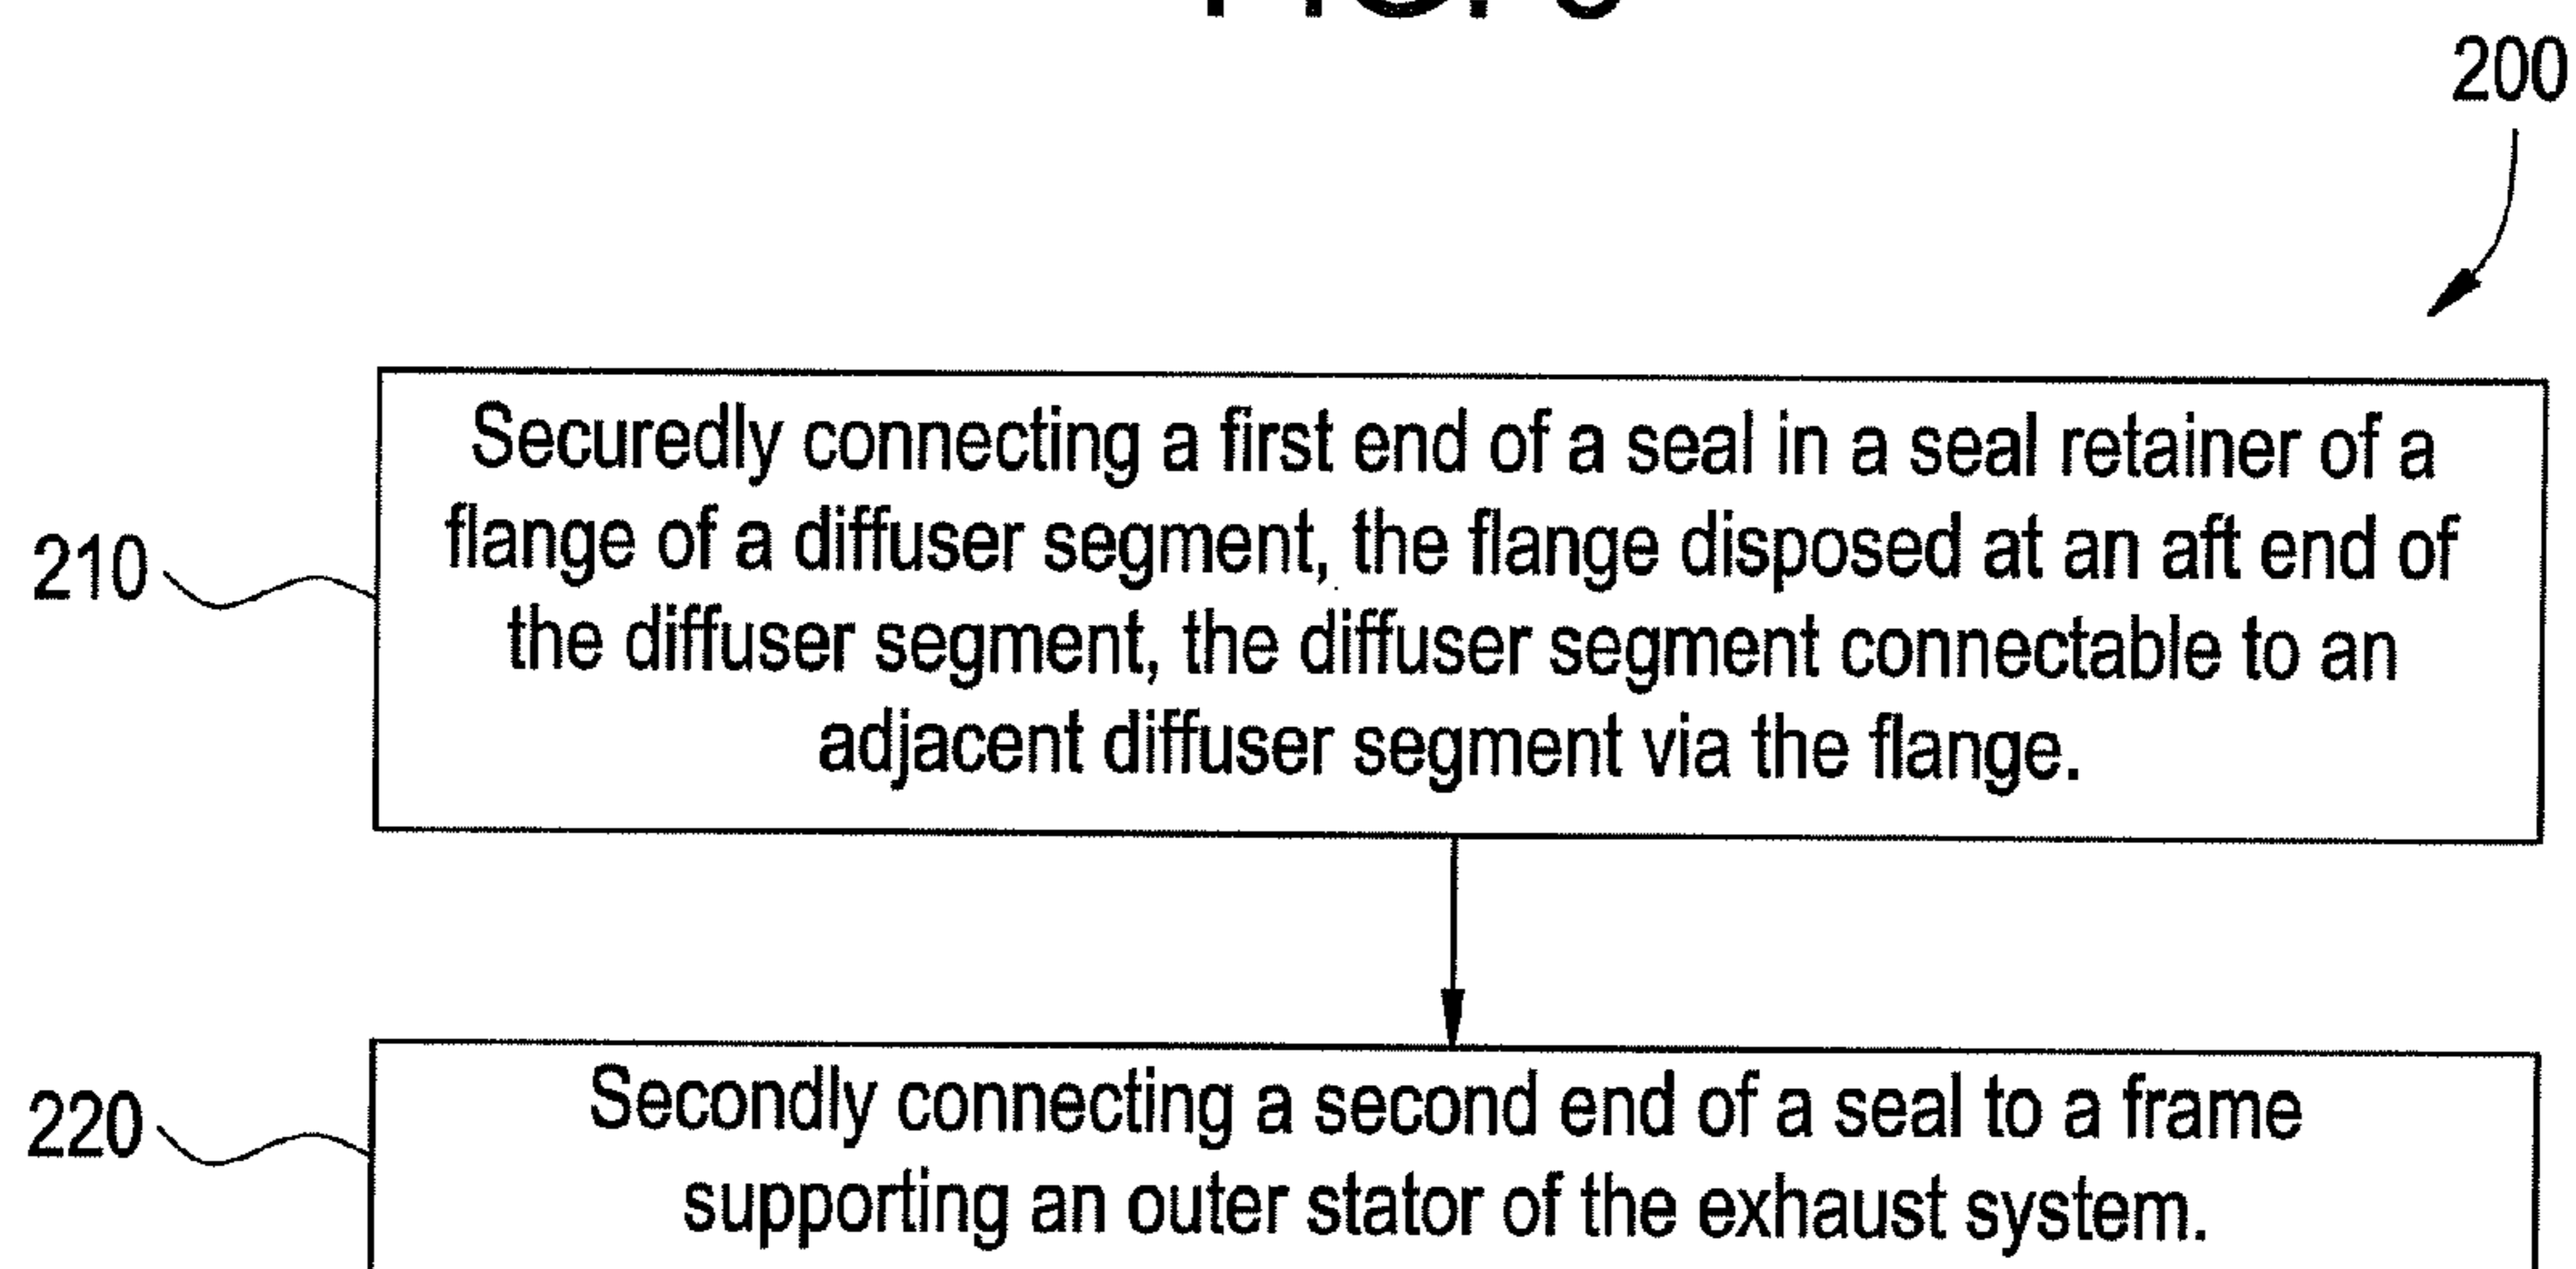 200
Securedly connecting a first end of a seal in a seal retainer of a
flange of a diffuser segment, the flange disposed at an aft end of
210
the diffuser segment, the diffuser segment connectable to an
adjacent diffuser segment via the flange.
Secondly connecting a second end of a seal to a frame
220
supporting an outer stator of the exhaust system.